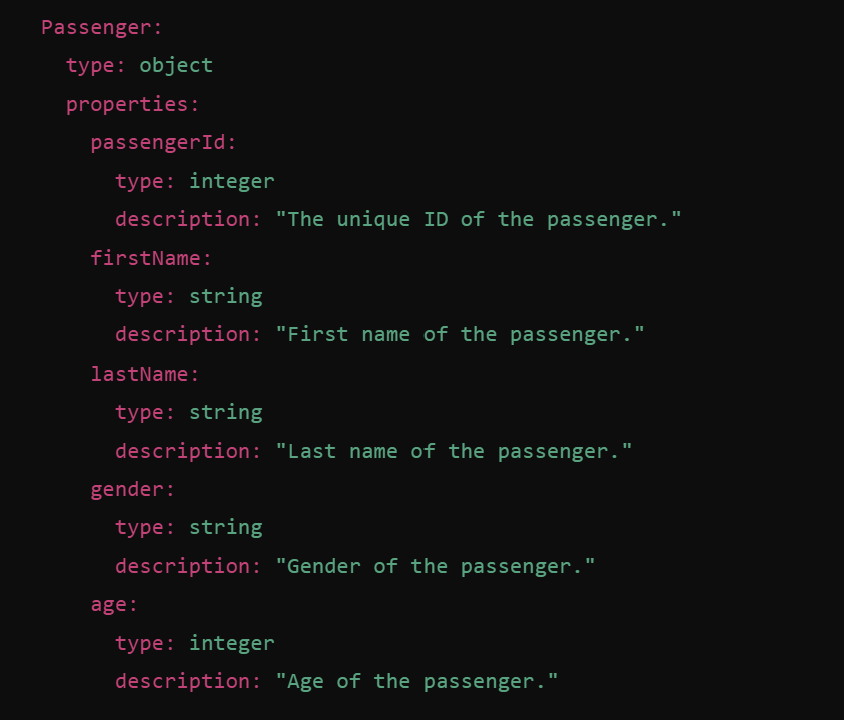 Passenger:
  type: object
  properties:
    passengerId:
      type: integer
      description: "The unique ID of the passenger."
    firstName:
      type: string
      description: "First name of the passenger."
    lastName:
      type: string
      description: "Last name of the passenger."
    gender:
      type: string
      description: "Gender of the passenger."
    age:
      type: integer
      description: "Age of the passenger."